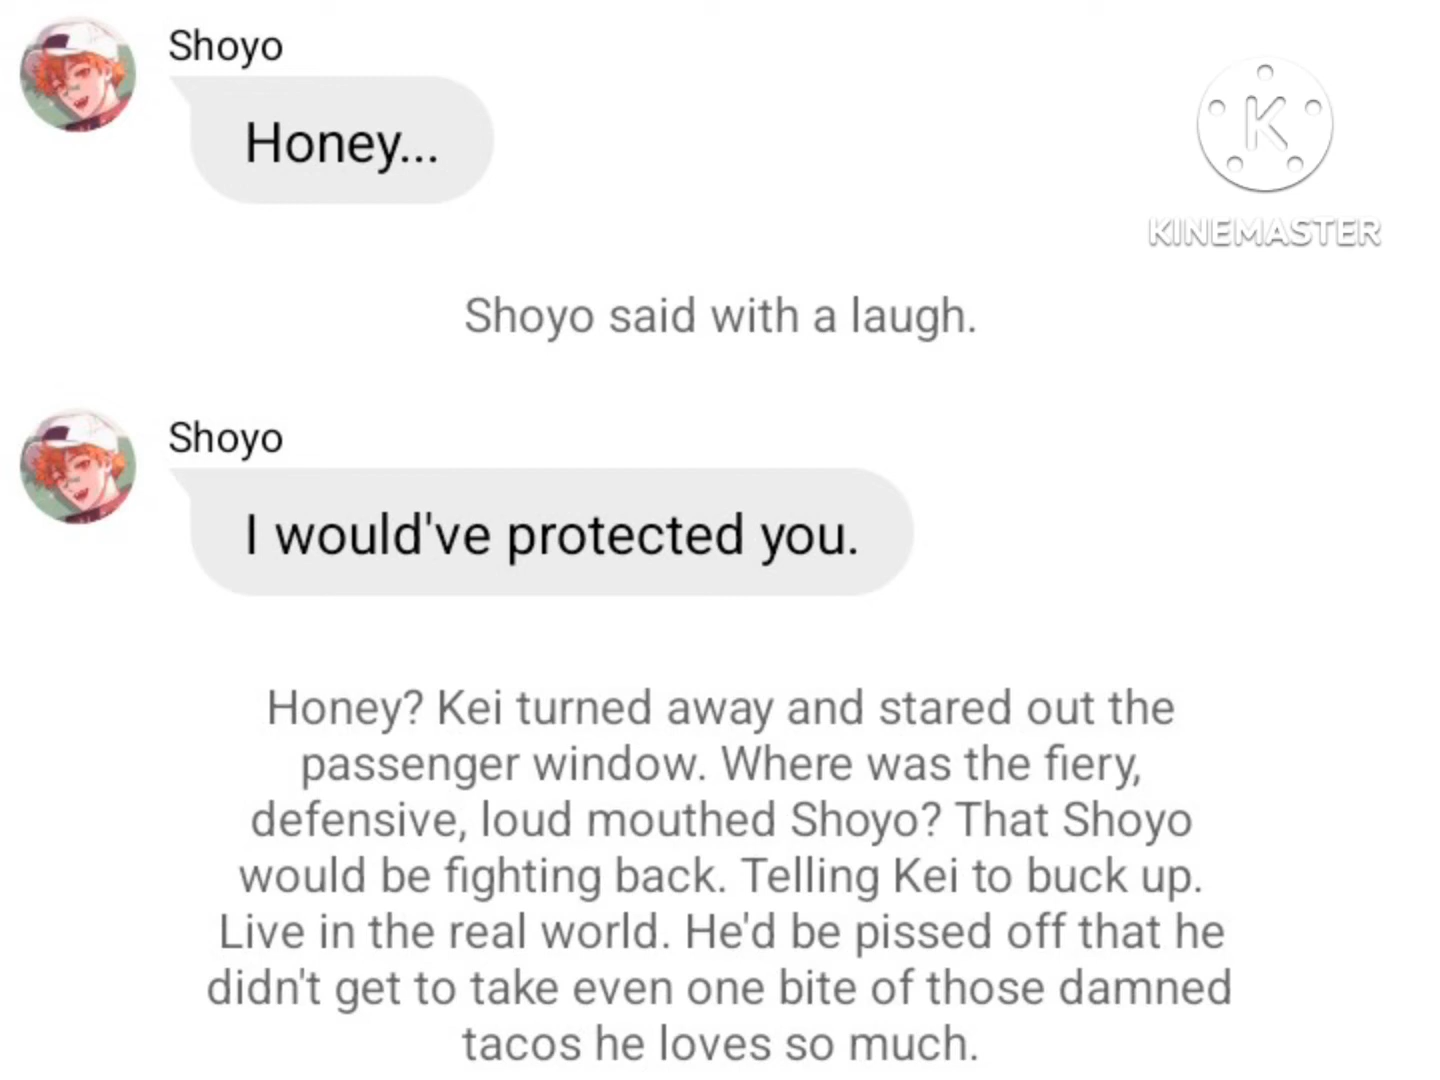 Shoyo
Honey...
KINEMASTER
Shoyo said with a laugh.
Shoyo
I would've protected you.
Honey? Kei turned away and stared out the
passenger window. Where was the fiery,
defensive, loud mouthed Shoyo? That Shoyo
would be fighting back. Telling Kei to buck up.
Live in the real world. He'd be pissed off that he
didn't get to take even one bite of those damned
tacos he loves so much.